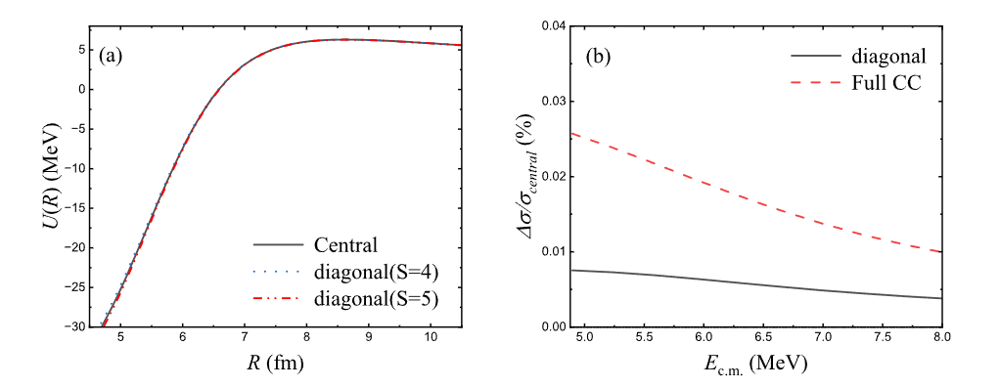 (a)
U(R) (MeV)
5
0
−5
−10
−15
−20
−25
−30
Central
diagonal(S=4)
diagonal(S=5)
5 6 7 8 9 10
R (fm)
(b)
Δσ/σcentral (%)
0.04
0.03
0.02
0.01
0.00
diagonal
Full CC
5.0 5.5 6.0 6.5 7.0 7.5 8.0
Ec.m. (MeV)